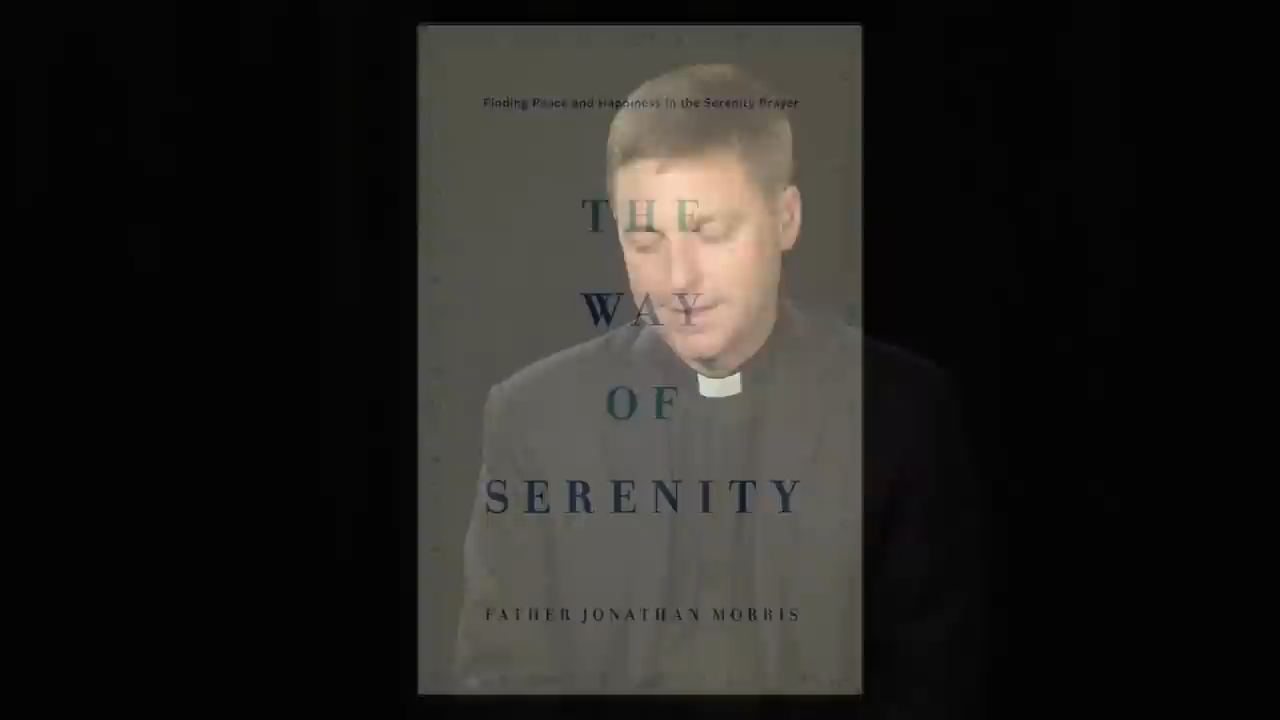 Finding Peace and Happiness in the Serenity Prayer
THE
WAY
OF
SERENITY
FATHER JONATHAN MORRIS